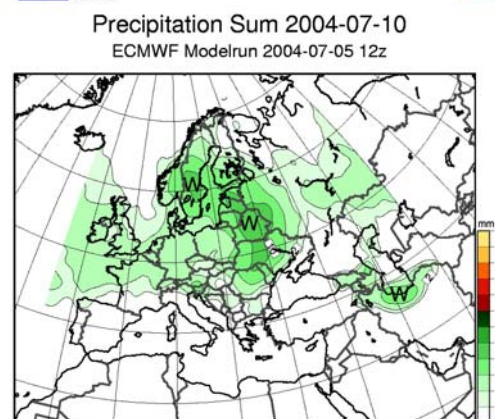 Precipitation Sum 2004-07-10
ECMWF Modelrun 2004-07-05 12z
mm
W
W
W